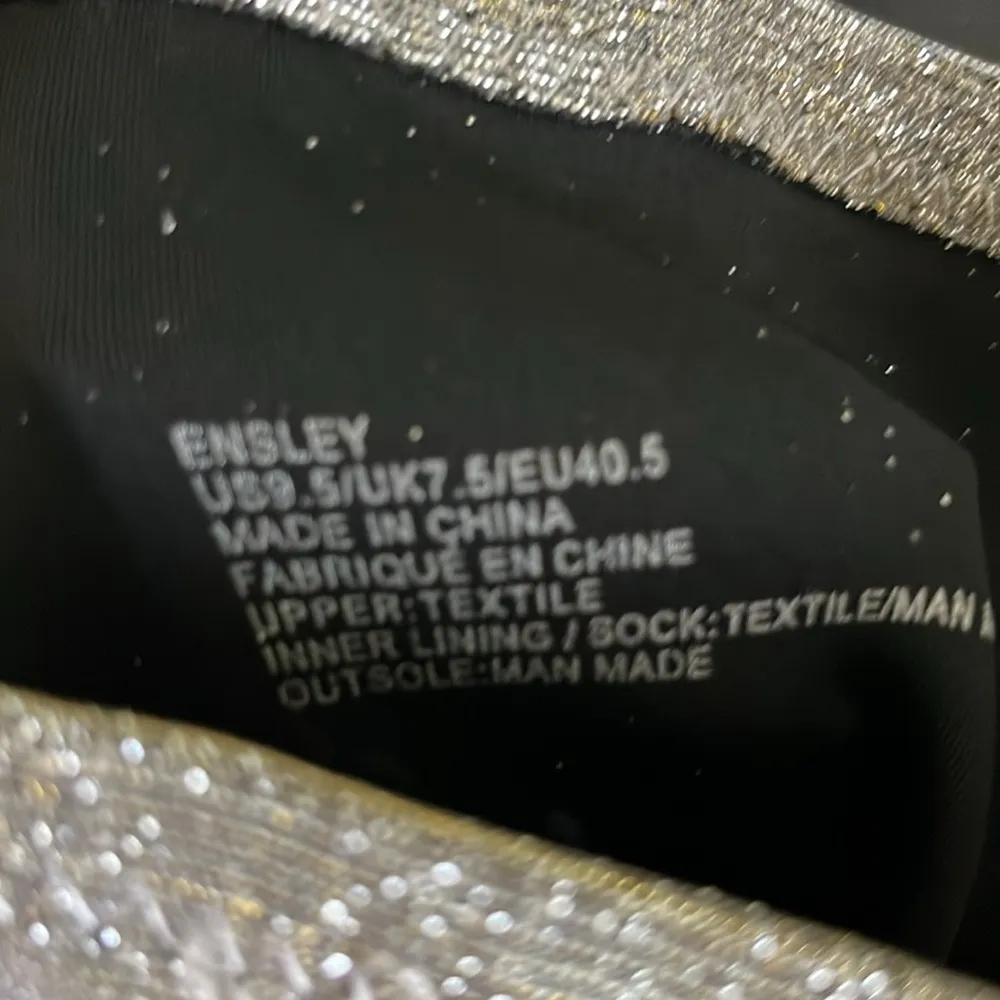 ENSLEY
US9.5/UK7.5/EU40.5
MADE IN CHINA
FABRIQUE EN CHINE
UPPER:TEXTILE
INNER LINING / SOCK:TEXTILE/MAN
OUTSOLE:MAN MADE